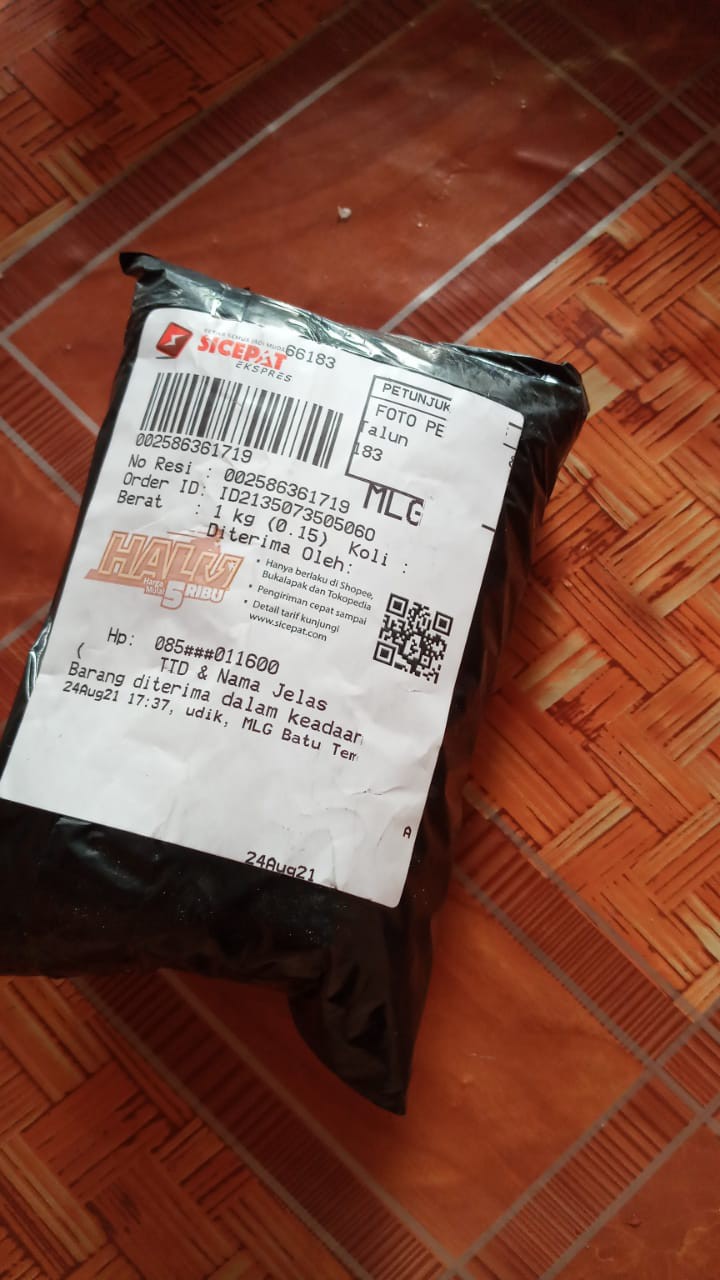 SICEPAT
EKSPRES
66183
PETUNJUK
FOTO PE
Talun
183
MLG
002586361719
No Resi : 002586361719
Order ID: ID2135073505060
Berat : 1 kg (0.15) Koli :
Diterima Oleh:
HALU
Harga
Mulai
5 RIBU
• Hanya berlaku di Shopee,
Bukalapak dan Tokopedia
• Pengiriman cepat sampai
• Detail tarif kunjungi
www.sicepat.com
Hp: 085###011600
( TTD & Nama Jelas
Barang diterima dalam keadaan
24Aug21 17:37, udik, MLG Batu Tem
A
24Aug21